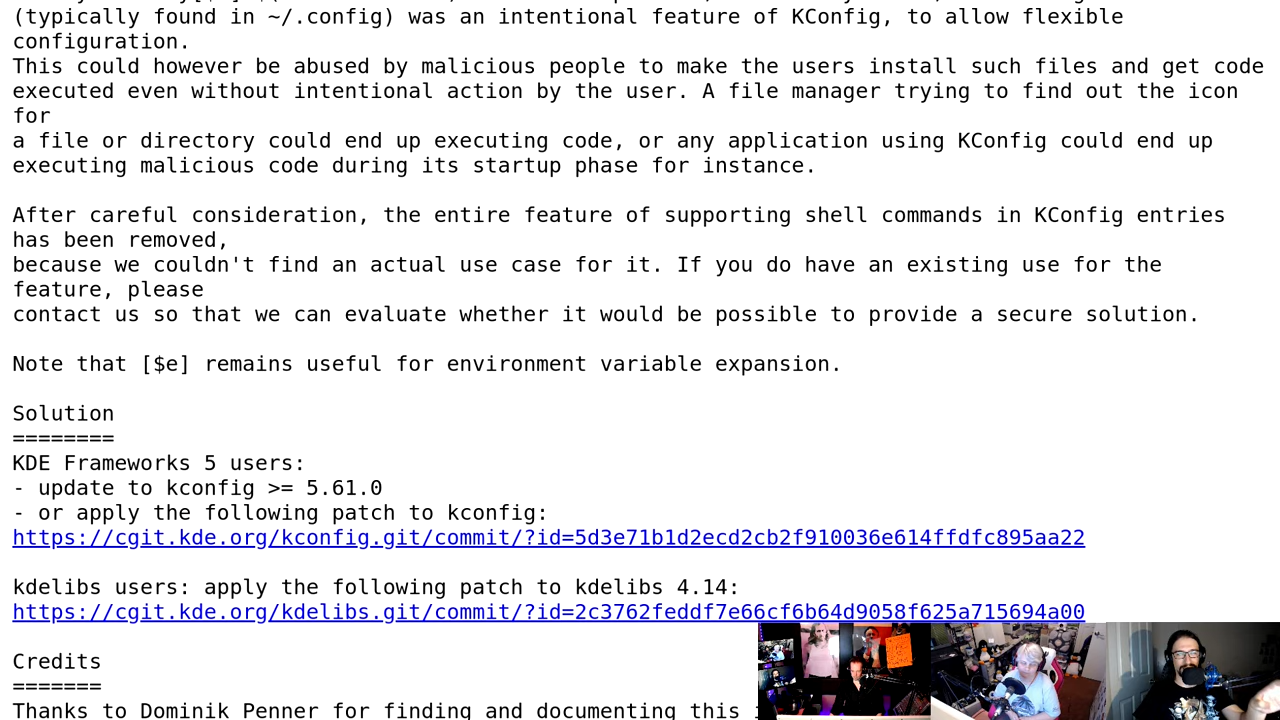 (typically found in ~/.config) was an intentional feature of KConfig, to allow flexible
configuration.
This could however be abused by malicious people to make the users install such files and get code
executed even without intentional action by the user. A file manager trying to find out the icon
for
a file or directory could end up executing code, or any application using KConfig could end up
executing malicious code during its startup phase for instance.
After careful consideration, the entire feature of supporting shell commands in KConfig entries
has been removed,
because we couldn't find an actual use case for it. If you do have an existing use for the
feature, please
contact us so that we can evaluate whether it would be possible to provide a secure solution.
Note that [$e] remains useful for environment variable expansion.
Solution
========
KDE Frameworks 5 users:
- update to kconfig >= 5.61.0
- or apply the following patch to kconfig:
https://cgit.kde.org/kconfig.git/commit/?id=5d3e71b1d2ecd2cb2f910036e614ffdfc895aa22
kdelibs users: apply the following patch to kdelibs 4.14:
https://cgit.kde.org/kdelibs.git/commit/?id=2c3762feddf7e66cf6b64d9058f625a715694a00
Credits
=======
Thanks to Dominik Penner for finding and documenting this